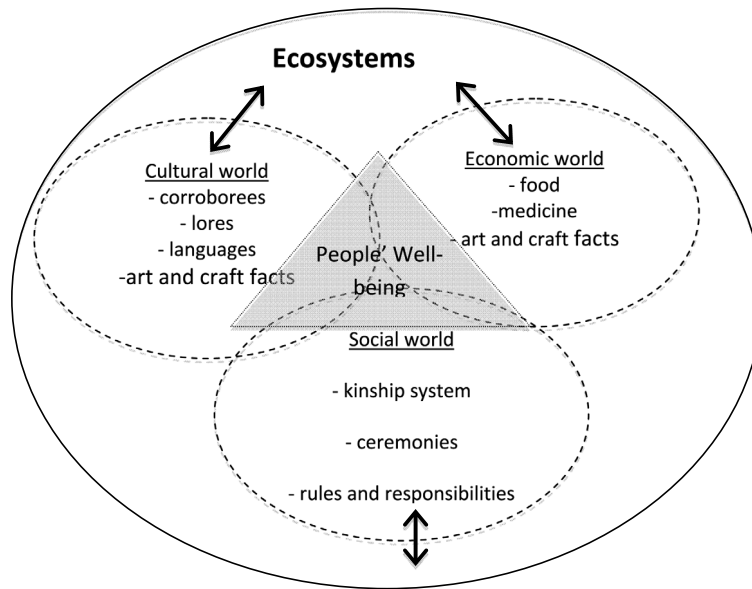 Ecosystems
Cultural world
- corroborees
- lores
- languages
-art and craft facts
Economic world
- food
-medicine
- art and craft facts
People’ Well-
being
Social world
- kinship system
- ceremonies
- rules and responsibilities